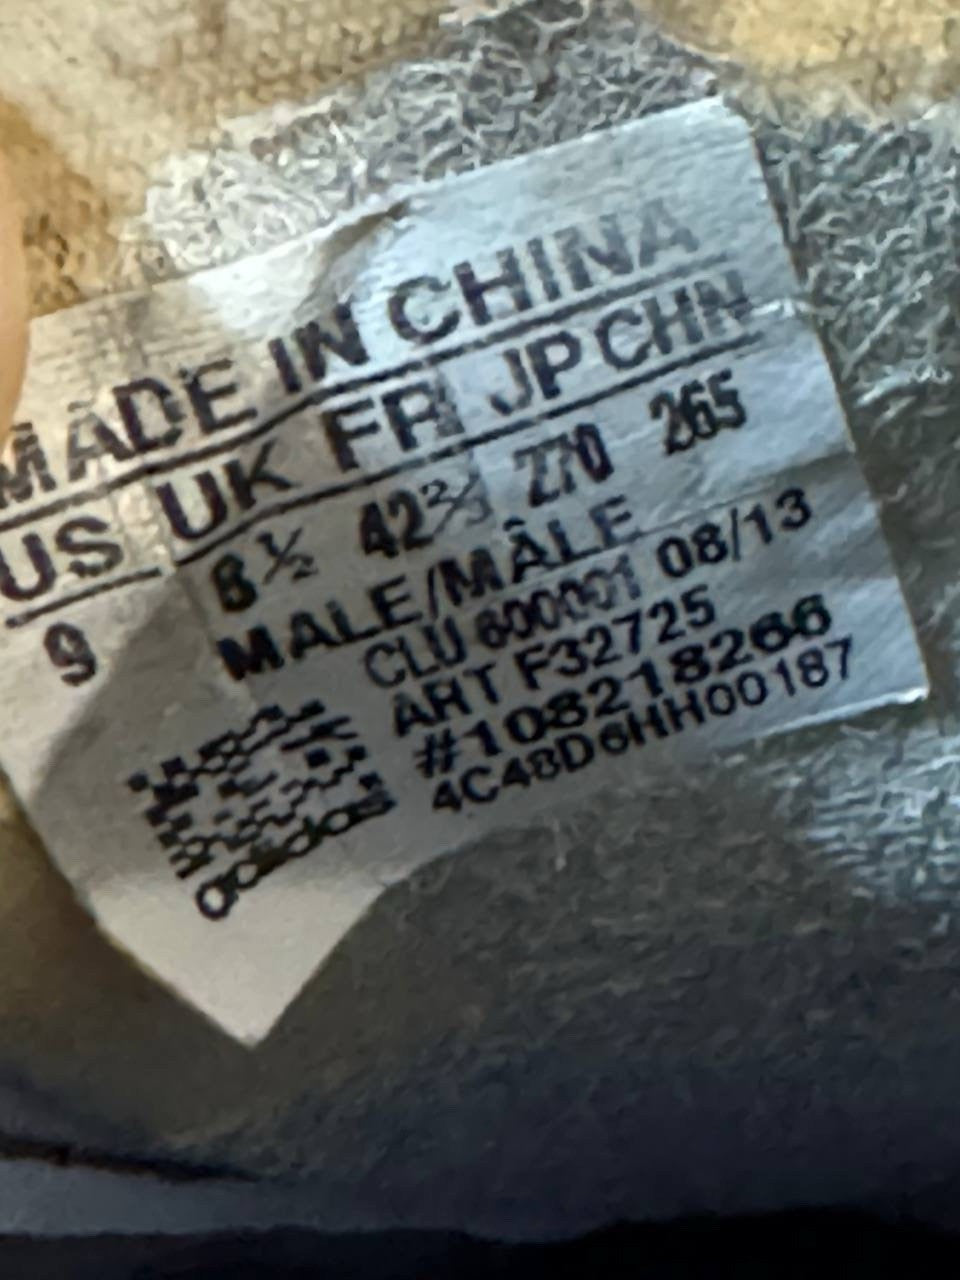 MADE IN CHINA
US UK FR JP CHN
9 8½ 42⅔ 270 265
MALE/MÂLE
CLU 600001 08/13
ART F32725
#108218266
4C48D6HH00187
adidas